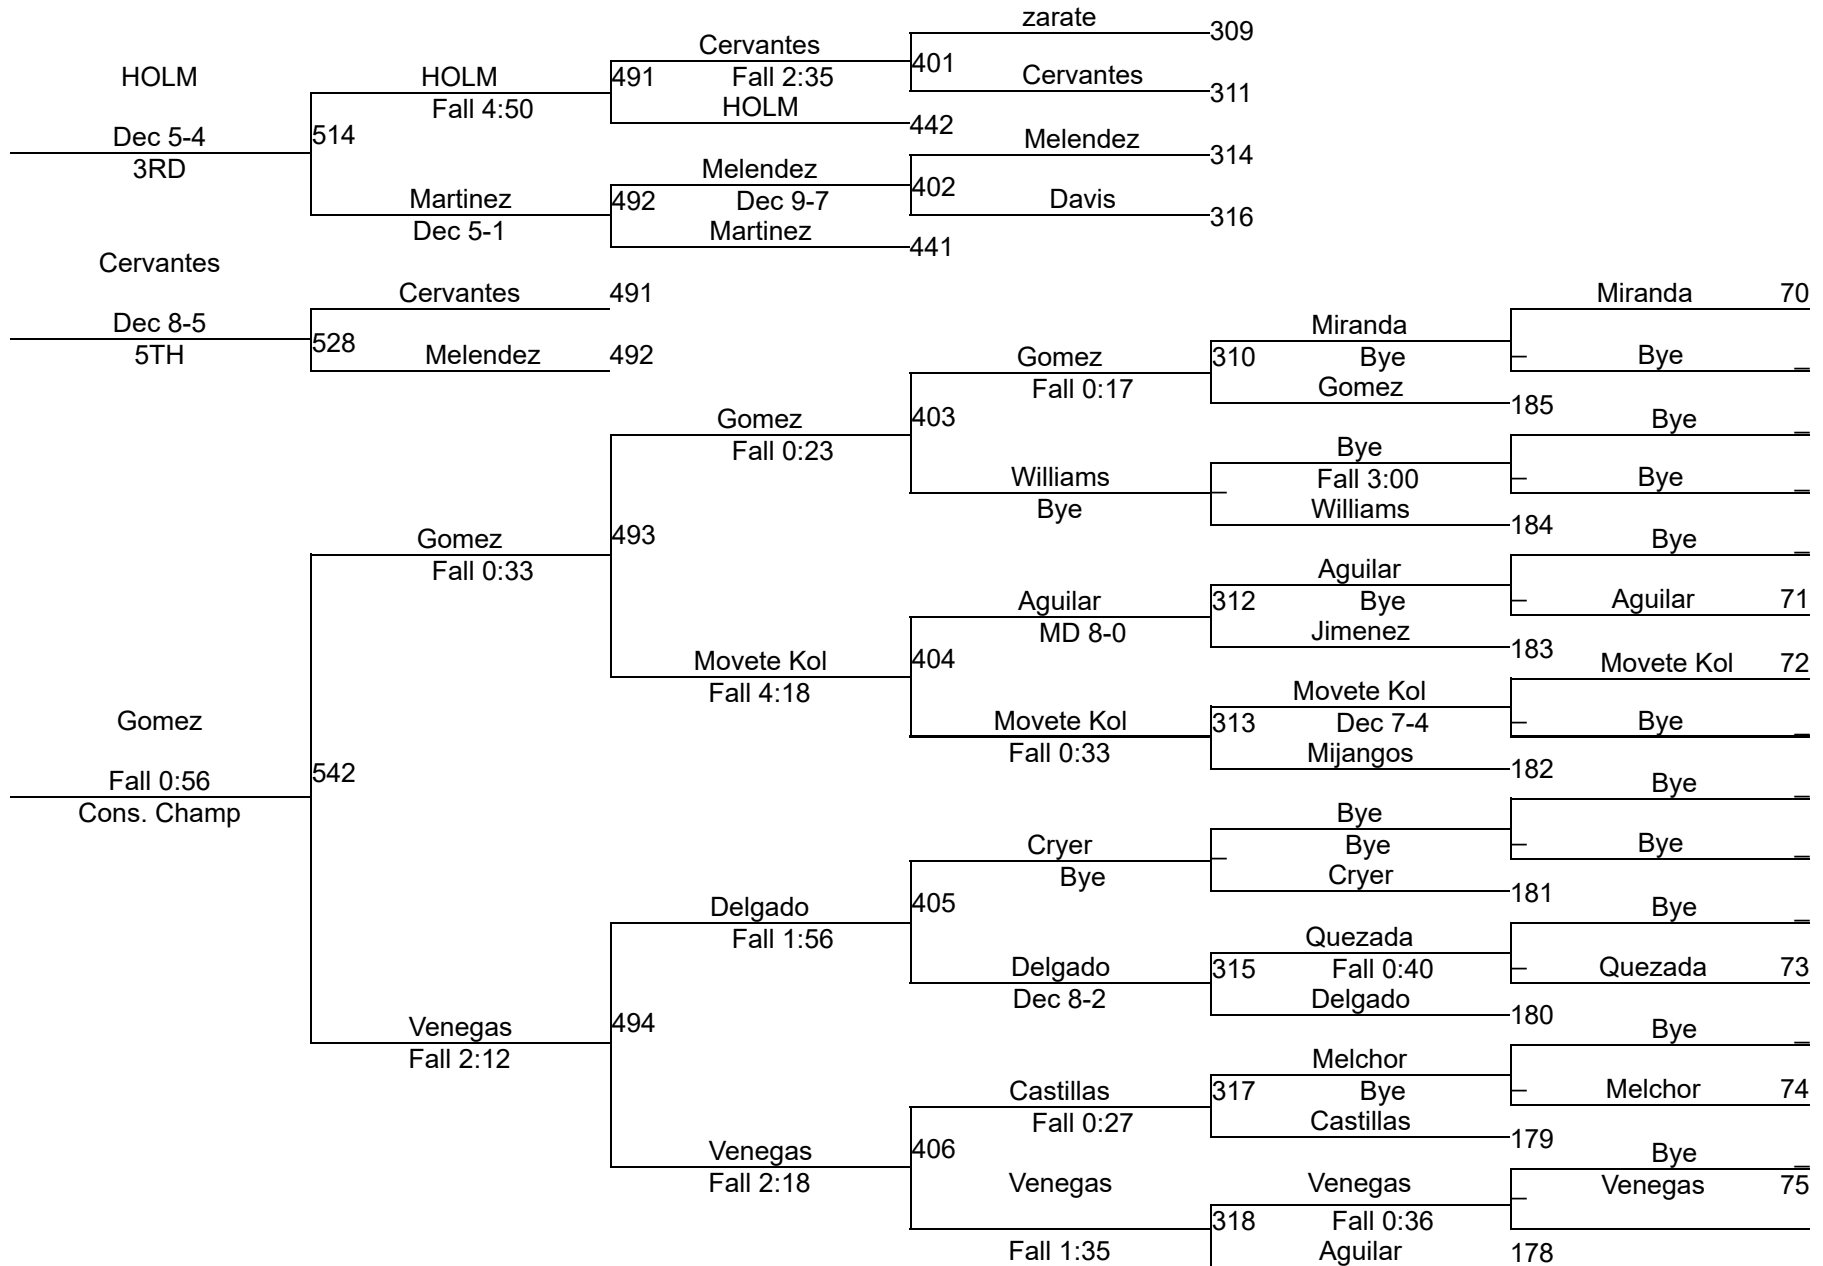 zarate
309
Cervantes
HOLM
HOLM
491
Fall 2:35
401
Cervantes
311
Fall 4:50
HOLM
442
Dec 5-4
514
Melendez
314
3RD
Melendez
402
Martinez
492
Dec 9-7
Davis
316
Dec 5-1
Martinez
441
Cervantes
Cervantes
491
Miranda
70
Dec 8-5
528
Miranda
5TH
Melendez
492
Gomez
310
Bye
_
Bye
_
Fall 0:17
Gomez
185
Gomez
403
Bye
_
Fall 0:23
Bye
Williams
_
Fall 3:00
_
Bye
_
Bye
Williams
184
Gomez
493
Bye
_
Fall 0:33
Aguilar
Aguilar
312
Bye
_
Aguilar
71
MD 8-0
Jimenez
183
Movete Kol
404
Movete Kol
72
Fall 4:18
Movete Kol
Gomez
Movete Kol
313
Dec 7-4
_
Bye
_
Fall 0:33
Mijangos
182
Fall 0:56
542
Bye
_
Cons. Champ
Bye
Cryer
_
Bye
_
Bye
_
Bye
Cryer
181
Delgado
405
Bye
_
Fall 1:56
Quezada
Delgado
315
Fall 0:40
_
Quezada
73
Dec 8-2
Delgado
180
Venegas
494
Bye
_
Fall 2:12
Melchor
Castillas
317
Bye
_
Melchor
74
Fall 0:27
Castillas
179
Venegas
406
Bye
_
Fall 2:18
Venegas
Venegas
_
Venegas
75
318
Fall 0:36
Fall 1:35
Aguilar
178